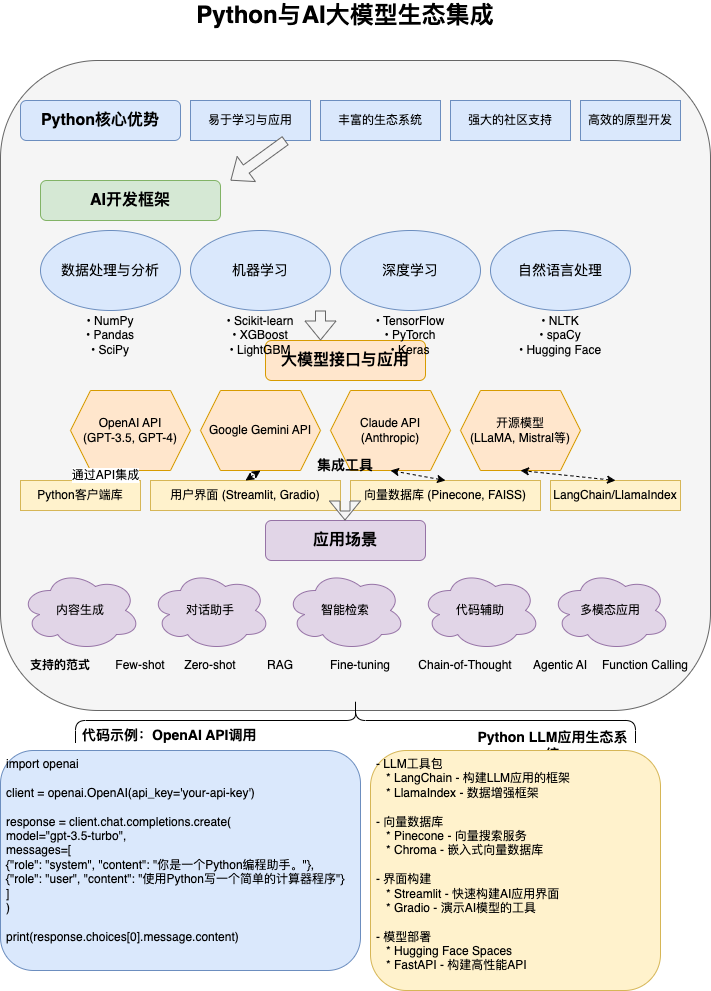 Python与AI大模型生态集成
Python核心优势
易于学习与应用
丰富的生态系统
强大的社区支持
高效的原型开发
AI开发框架
数据处理与分析
机器学习
深度学习
自然语言处理
• NumPy
• Pandas
• SciPy
• Scikit-learn
• XGBoost
• LightGBM
• TensorFlow
• PyTorch
• Keras
• NLTK
• spaCy
• Hugging Face
大模型接口与应用
OpenAI API
(GPT-3.5, GPT-4)
Google Gemini API
Claude API
(Anthropic)
开源模型
(LLaMA, Mistral等)
集成工具
通过API集成
Python客户端库
用户界面 (Streamlit, Gradio)
向量数据库 (Pinecone, FAISS)
LangChain/LlamaIndex
应用场景
内容生成
对话助手
智能检索
代码辅助
多模态应用
支持的范式
Few-shot
Zero-shot
RAG
Fine-tuning
Chain-of-Thought
Agentic AI
Function Calling
代码示例：OpenAI API调用
import openai
client = openai.OpenAI(api_key='your-api-key')
response = client.chat.completions.create(
model="gpt-3.5-turbo",
messages=[
{"role": "system", "content": "你是一个Python编程助手。"},
{"role": "user", "content": "使用Python写一个简单的计算器程序"}
]
)
print(response.choices[0].message.content)
Python LLM应用生态系
统
- LLM工具包
* LangChain - 构建LLM应用的框架
* LlamaIndex - 数据增强框架
- 向量数据库
* Pinecone - 向量搜索服务
* Chroma - 嵌入式向量数据库
- 界面构建
* Streamlit - 快速构建AI应用界面
* Gradio - 演示AI模型的工具
- 模型部署
* Hugging Face Spaces
* FastAPI - 构建高性能API